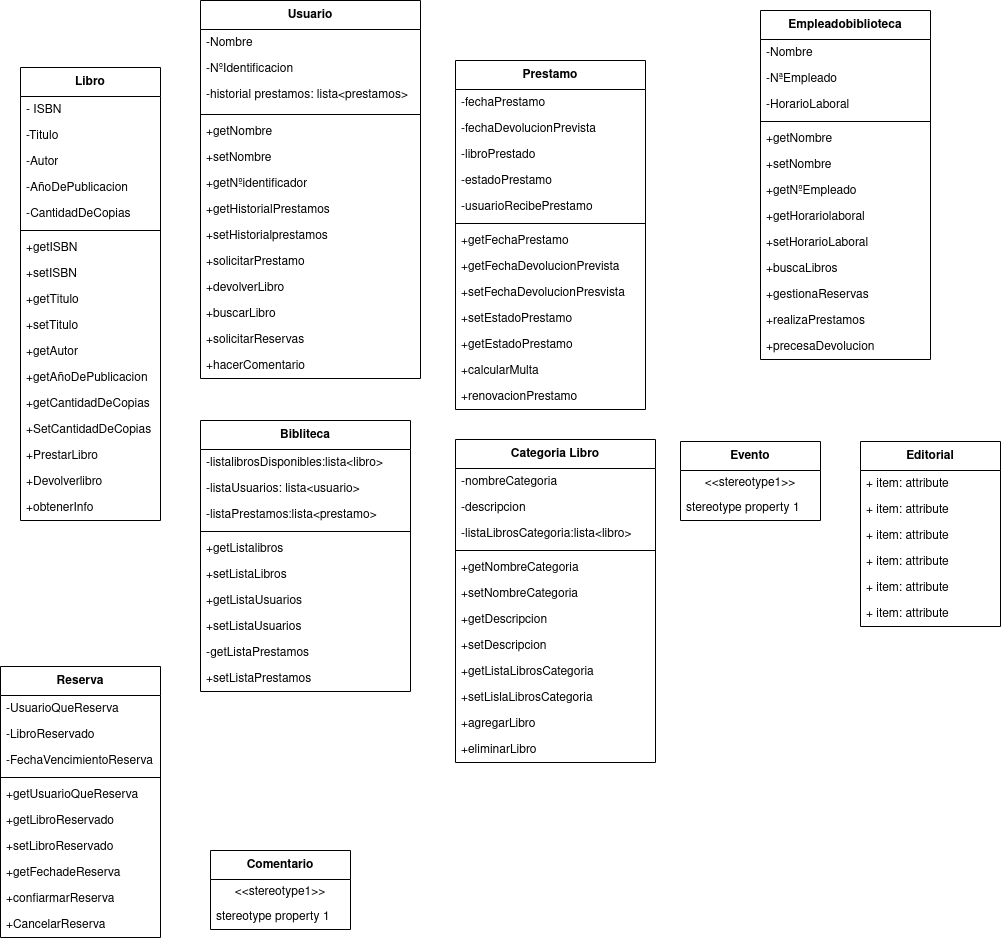 Libro
- ISBN
-Titulo
-Autor
-AñoDePublicacion
-CantidadDeCopias
+getISBN
+setISBN
+getTitulo
+setTitulo
+getAutor
+getAñoDePublicacion
+getCantidadDeCopias
+SetCantidadDeCopias
+PrestarLibro
+Devolverlibro
+obtenerInfo
Usuario
-Nombre
-NºIdentificacion
-historial prestamos: lista<prestamos>
+getNombre
+setNombre
+getNºidentificador
+getHistorialPrestamos
+setHistorialprestamos
+solicitarPrestamo
+devolverLibro
+buscarLibro
+solicitarReservas
+hacerComentario
Prestamo
-fechaPrestamo
-fechaDevolucionPrevista
-libroPrestado
-estadoPrestamo
-usuarioRecibePrestamo
+getFechaPrestamo
+getFechaDevolucionPrevista
+setFechaDevolucionPresvista
+setEstadoPrestamo
+getEstadoPrestamo
+calcularMulta
+renovacionPrestamo
Empleadobiblioteca
-Nombre
-NªEmpleado
-HorarioLaboral
+getNombre
+setNombre
+getNºEmpleado
+getHorariolaboral
+setHorarioLaboral
+buscaLibros
+gestionaReservas
+realizaPrestamos
+precesaDevolucion
Bibliteca
-listalibrosDisponibles:lista<libro>
-listaUsuarios: lista<usuario>
-listaPrestamos:lista<prestamo>
+getListalibros
+setListaLibros
+getListaUsuarios
+setListaUsuarios
-getListaPrestamos
+setListaPrestamos
Categoria Libro
-nombreCategoria
-descripcion
-listaLibrosCategoria:lista<libro>
+getNombreCategoria
+setNombreCategoria
+getDescripcion
+setDescripcion
+getListaLibrosCategoria
+setLislaLibrosCategoria
+agregarLibro
+eliminarLibro
Evento
<<stereotype1>>
stereotype property 1
Editorial
+ item: attribute
+ item: attribute
+ item: attribute
+ item: attribute
+ item: attribute
+ item: attribute
Reserva
-UsuarioQueReserva
-LibroReservado
-FechaVencimientoReserva
+getUsuarioQueReserva
+getLibroReservado
+setLibroReservado
+getFechadeReserva
+confiarmarReserva
+CancelarReserva
Comentario
<<stereotype1>>
stereotype property 1